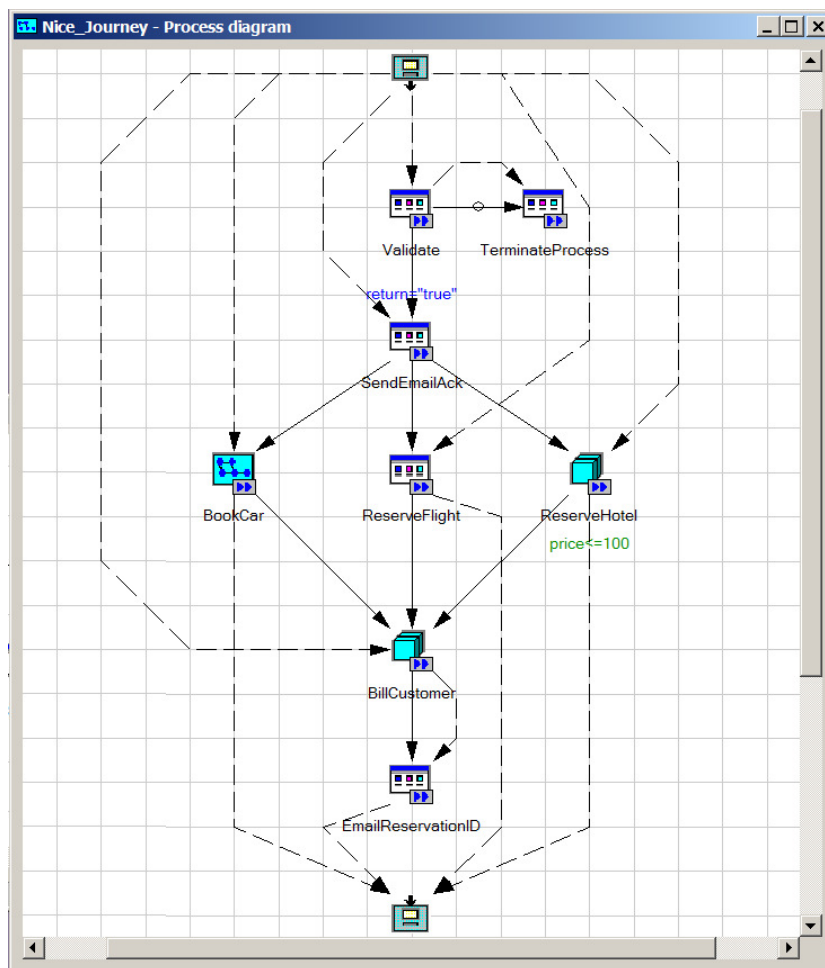 Nice_Journey - Process diagram
Validate
TerminateProcess
return="true"
SendEmailAck
BookCar
ReserveFlight
ReserveHotel
price<=100
BillCustomer
EmailReservationID